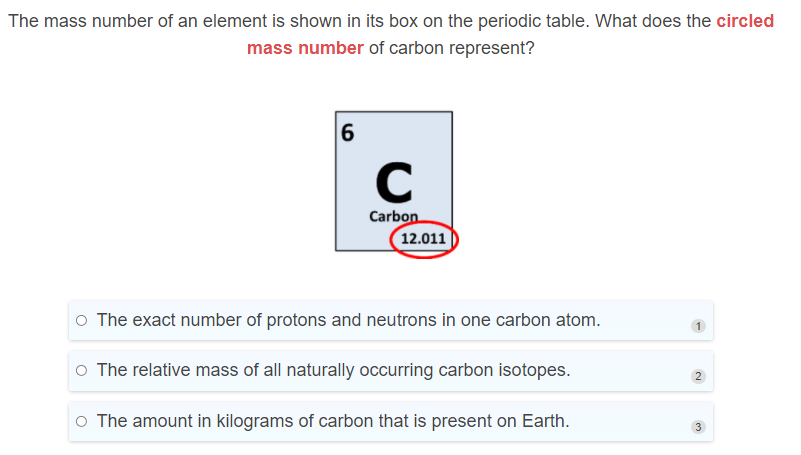 The mass number of an element is shown in its box on the periodic table. What does the circled
mass number of carbon represent?
6
C
Carbon
12.011
The exact number of protons and neutrons in one carbon atom.
1
The relative mass of all naturally occurring carbon isotopes.
2
The amount in kilograms of carbon that is present on Earth.
3